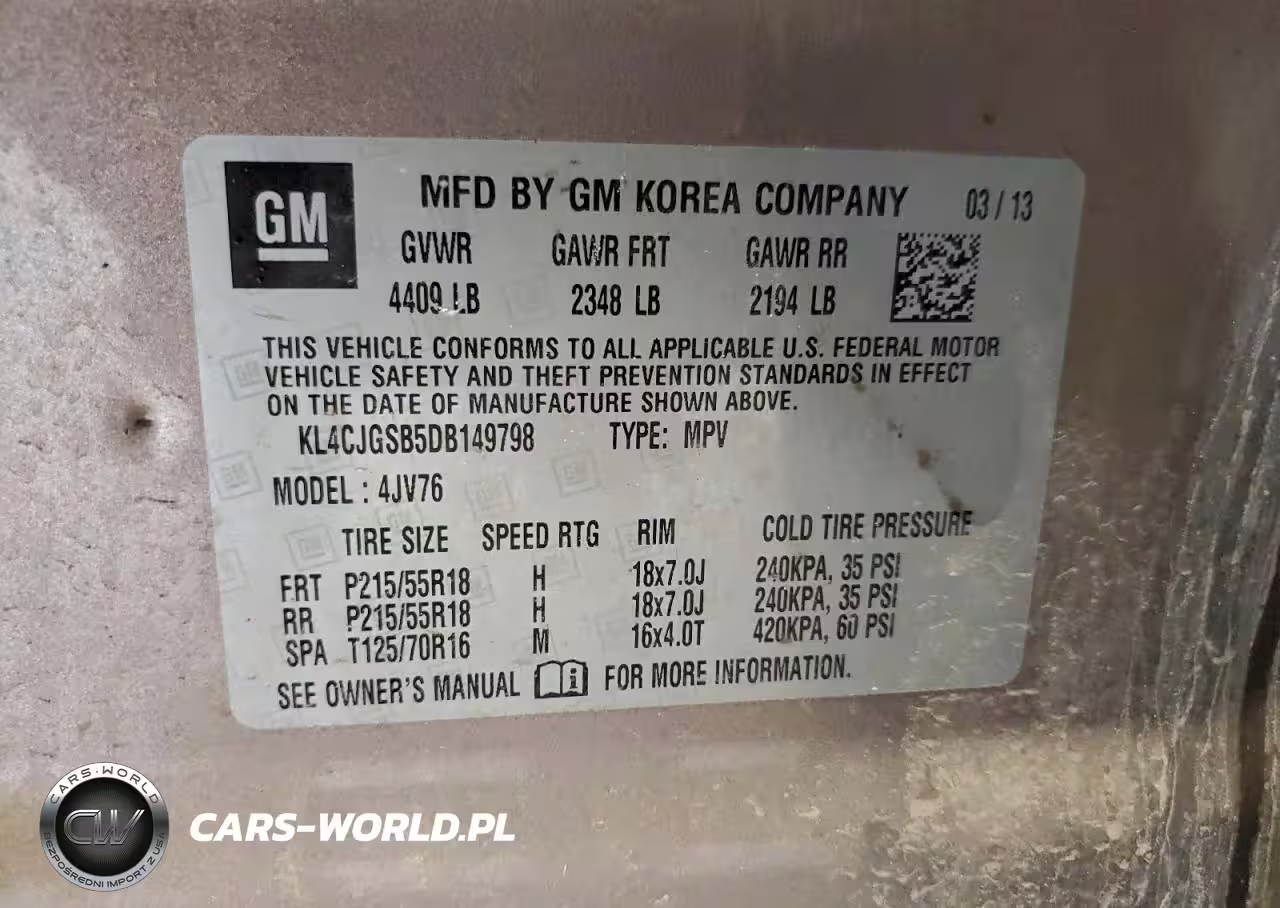 GM
MFD BY GM KOREA COMPANY 03 / 13
GVWR GAWR FRT GAWR RR
4409 LB 2348 LB 2194 LB
THIS VEHICLE CONFORMS TO ALL APPLICABLE U.S. FEDERAL MOTOR
VEHICLE SAFETY AND THEFT PREVENTION STANDARDS IN EFFECT
ON THE DATE OF MANUFACTURE SHOWN ABOVE.
KL4CJGSB5DB149798 TYPE: MPV
MODEL : 4JV76
TIRE SIZE SPEED RTG RIM COLD TIRE PRESSURE
FRT P215/55R18 H 18x7.0J 240KPA, 35 PSI
RR P215/55R18 H 18x7.0J 240KPA, 35 PSI
SPA T125/70R16 M 16x4.0T 420KPA, 60 PSI
SEE OWNER'S MANUAL i FOR MORE INFORMATION.
CARS-WORLD
CW
BEZPOŚREDNI IMPORT Z USA
CARS-WORLD.PL